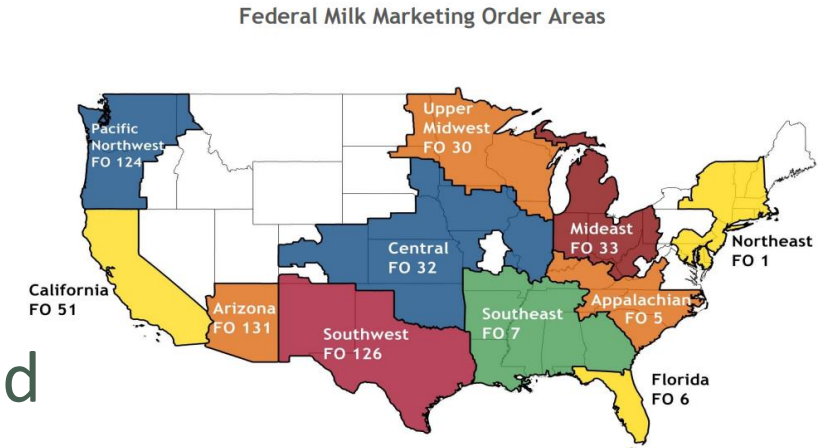 Federal Milk Marketing Order Areas
Pacific
Northwest
FO 124
Upper
Midwest
FO 30
Mideast
FO 33
Northeast
FO 1
Central
FO 32
California
FO 51
Arizona
FO 131
Southwest
FO 126
Southeast
FO 7
Appalachian
FO 5
Florida
FO 6
d